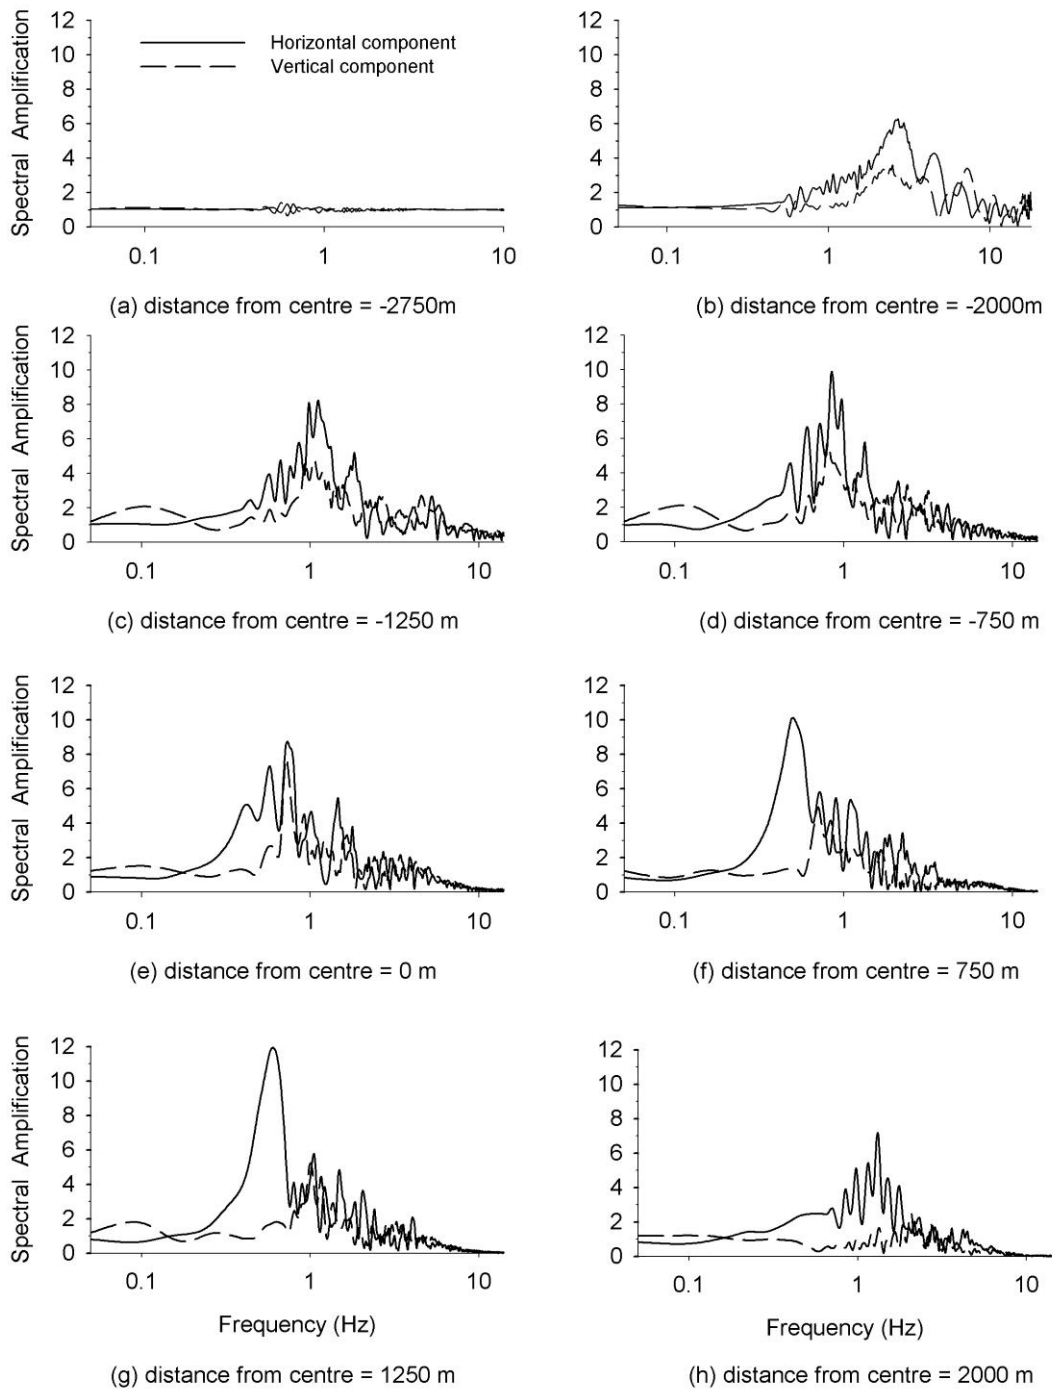 12
10
8
6
4
2
0
Spectral Amplification
Horizontal component
Vertical component
0.1 1 10
(a) distance from centre = -2750m
12
10
8
6
4
2
0
0.1 1 10
(b) distance from centre = -2000m
12
10
8
6
4
2
0
Spectral Amplification
0.1 1 10
(c) distance from centre = -1250 m
12
10
8
6
4
2
0
0.1 1 10
(d) distance from centre = -750 m
12
10
8
6
4
2
0
Spectral Amplification
0.1 1 10
(e) distance from centre = 0 m
12
10
8
6
4
2
0
0.1 1 10
(f) distance from centre = 750 m
12
10
8
6
4
2
0
Spectral Amplification
0.1 1 10
Frequency (Hz)
(g) distance from centre = 1250 m
12
10
8
6
4
2
0
0.1 1 10
Frequency (Hz)
(h) distance from centre = 2000 m